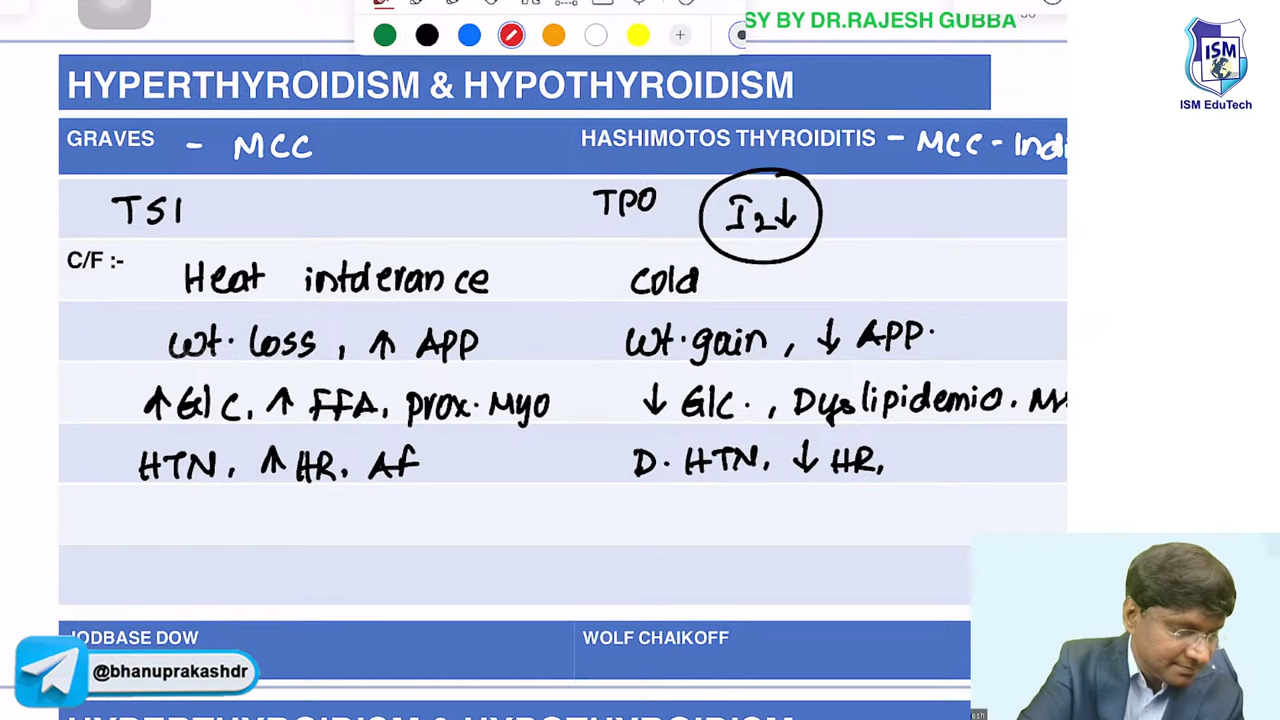 SY BY DR.RAJESH GUBBA
ISM
ISM EduTech
HYPERTHYROIDISM & HYPOTHYROIDISM
GRAVES - MCC HASHIMOTOS THYROIDITIS - MCC - Indi
TSI TPO I2↓
C/F :- Heat intolerance cold
Wt. loss, ↑ APP Wt. gain, ↓ APP.
↑ Glc, ↑ FFA, prox. Myo ↓ Glc., Dyslipidemia.
HTN, ↑ HR, Af D. HTN, ↓ HR,
JODBASE DOW WOLF CHAIKOFF
@bhanuprakashdr
HYPERTHYROIDISM & HYPOTHYROIDISM